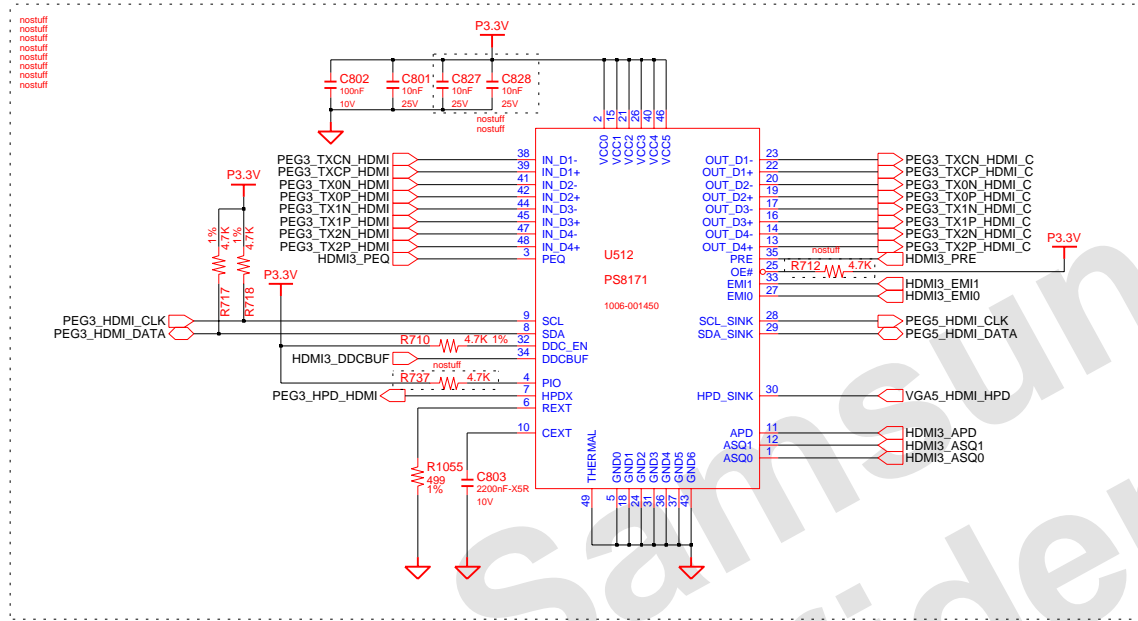 nostuff
nostuff
nostuff
nostuff
nostuff
nostuff
nostuff
nostuff
P3.3V
C802
100nF
10V
C801
10nF
25V
C827
10nF
25V
C828
10nF
25V
nostuff
nostuff
2 15 21 26 40 46
VCC0 VCC1 VCC2 VCC3 VCC4 VCC5
PEG3_TXCN_HDMI 38 IN_D1- OUT_D1- 23 PEG3_TXCN_HDMI_C
PEG3_TXCP_HDMI 39 IN_D1+ OUT_D1+ 22 PEG3_TXCP_HDMI_C
PEG3_TX0N_HDMI 41 IN_D2- OUT_D2- 20 PEG3_TX0N_HDMI_C
PEG3_TX0P_HDMI 42 IN_D2+ OUT_D2+ 19 PEG3_TX0P_HDMI_C
PEG3_TX1N_HDMI 44 IN_D3- OUT_D3- 17 PEG3_TX1N_HDMI_C
PEG3_TX1P_HDMI 45 IN_D3+ OUT_D3+ 16 PEG3_TX1P_HDMI_C
PEG3_TX2N_HDMI 47 IN_D4- OUT_D4- 14 PEG3_TX2N_HDMI_C
PEG3_TX2P_HDMI 48 IN_D4+ OUT_D4+ 13 PEG3_TX2P_HDMI_C
HDMI3_PEQ 3 PEQ PRE 35 HDMI3_PRE
nostuff
OE# 25 R712 4.7K
P3.3V
EMI1 33 HDMI3_EMI1
EMI0 27 HDMI3_EMI0
U512
PS8171
1006-001450
P3.3V
1% 4.7K 1% 4.7K
R717 R718
P3.3V
PEG3_HDMI_CLK 9 SCL SCL_SINK 28 PEG5_HDMI_CLK
PEG3_HDMI_DATA 8 SDA SDA_SINK 29 PEG5_HDMI_DATA
R710 4.7K 1% 32 DDC_EN
HDMI3_DDCBUF 34 DDCBUF
nostuff
R737 4.7K 4 PIO
PEG3_HPD_HDMI 7 HPDX HPD_SINK 30 VGA5_HDMI_HPD
6 REXT
10 CEXT APD 11 HDMI3_APD
ASQ1 12 HDMI3_ASQ1
ASQ0 1 HDMI3_ASQ0
R1055
499
1%
C803
2200nF-X5R
10V
THERMAL GND0 GND1 GND2 GND3 GND4 GND5 GND6
49 5 18 24 31 36 37 43
Samsun